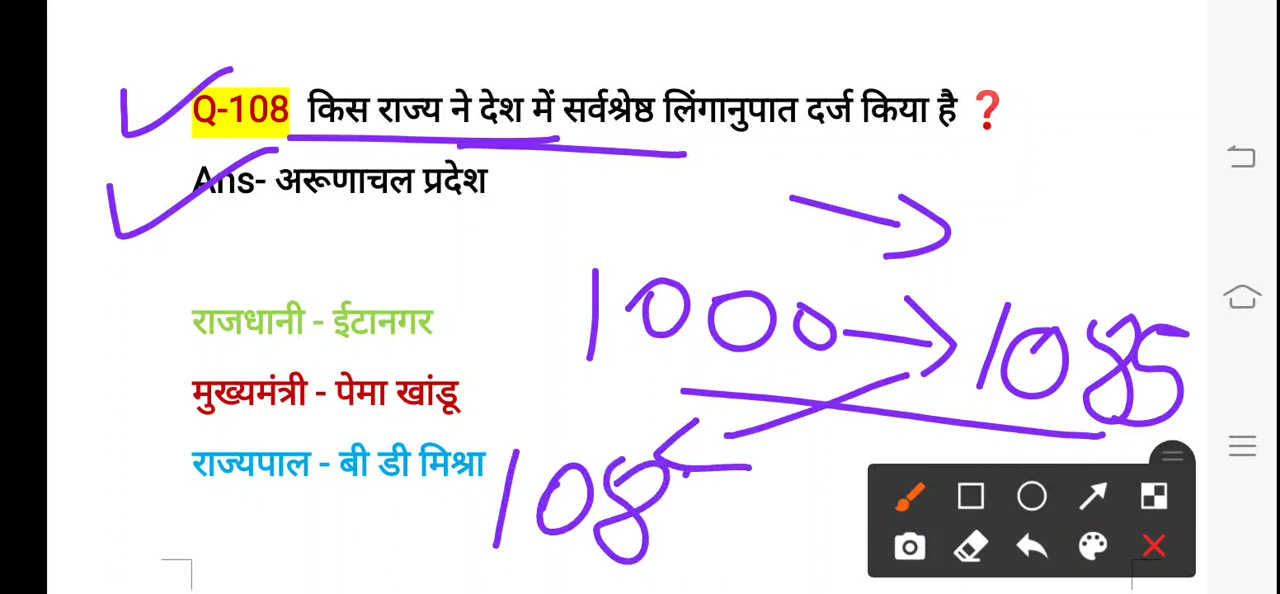 Q-108 किस राज्य ने देश में सर्वश्रेष्ठ लिंगानुपात दर्ज किया है ❓
Ans- अरूणाचल प्रदेश
1000 → 1085
राजधानी - ईटानगर
मुख्यमंत्री - पेमा खांडू
राज्यपाल - बी डी मिश्रा
108